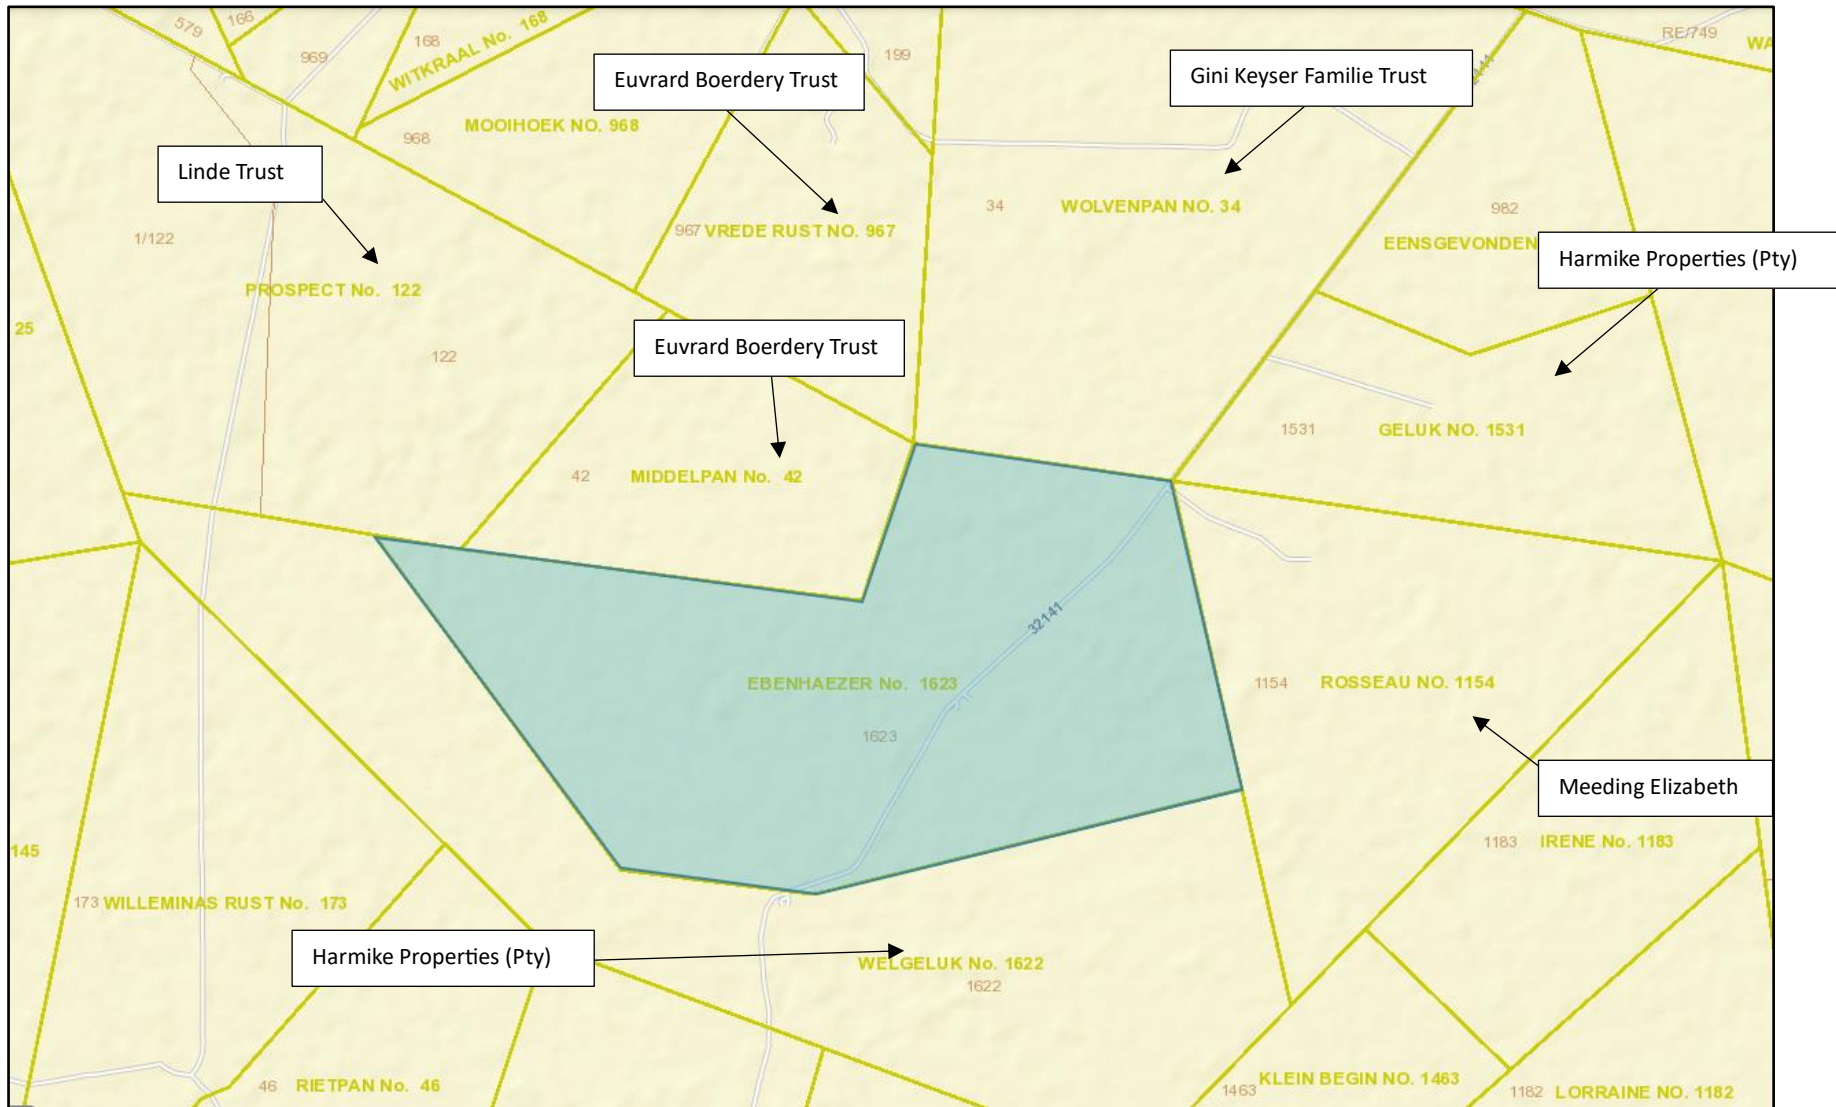 579
166
969
168
WITKRAAL No. 168
199
RE/749
WA
Euvrard Boerdery Trust
Gini Keyser Familie Trust
968
MOOIHOEK NO. 968
Linde Trust
34
WOLVENPAN NO. 34
982
967 VREDE RUST NO. 967
1/122
EENSGEVONDEN
Harmike Properties (Pty)
PROSPECT No. 122
25
122
Euvrard Boerdery Trust
1531
GELUK NO. 1531
42
MIDDELPAN No. 42
32141
EBENHAEZER No. 1623
1623
1154
ROSSEAU NO. 1154
Meeding Elizabeth
1183
IRENE No. 1183
145
173 WILLEMINAS RUST No. 173
Harmike Properties (Pty)
WELGELUK No. 1622
1622
46
RIETPAN No. 46
1463
KLEIN BEGIN NO. 1463
1182
LORRAINE NO. 1182